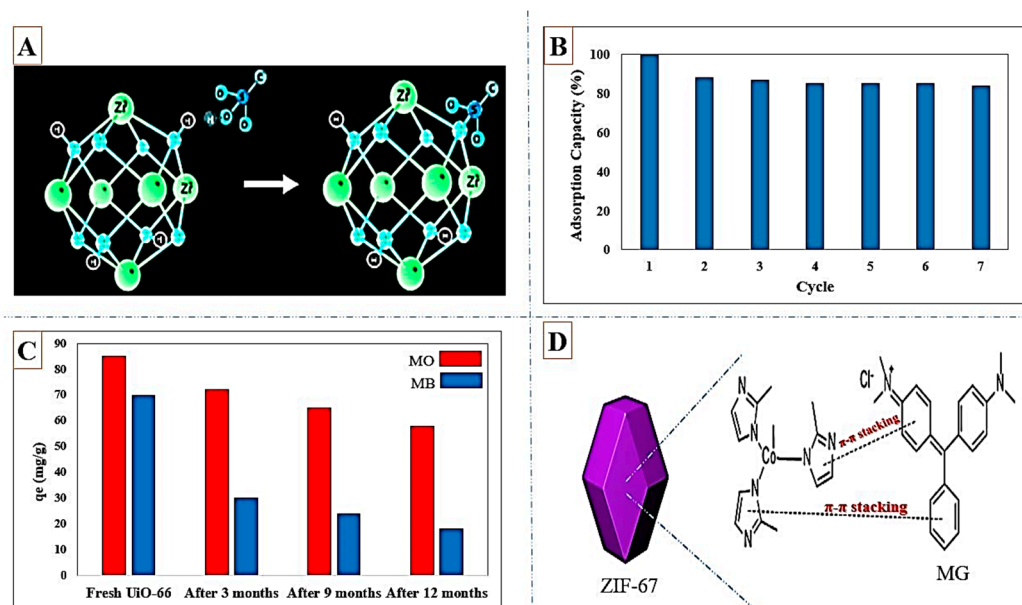 A
Zr
H
H
O
S
O
O
C
H
Zr
H
H
Zr
H
O
S
O
C
Zr
H
H
B
Adsorption Capacity (%)
100
80
60
40
20
0
1 2 3 4 5 6 7
Cycle
C
qe (mg/g)
90
80
70
60
50
40
30
20
10
0
MO
MB
Fresh UiO-66 After 3 months After 9 months After 12 months
D
ZIF-67
Co
N
N
N
N
N
N
π-π stacking
π-π stacking
Cl-
N+
N
MG